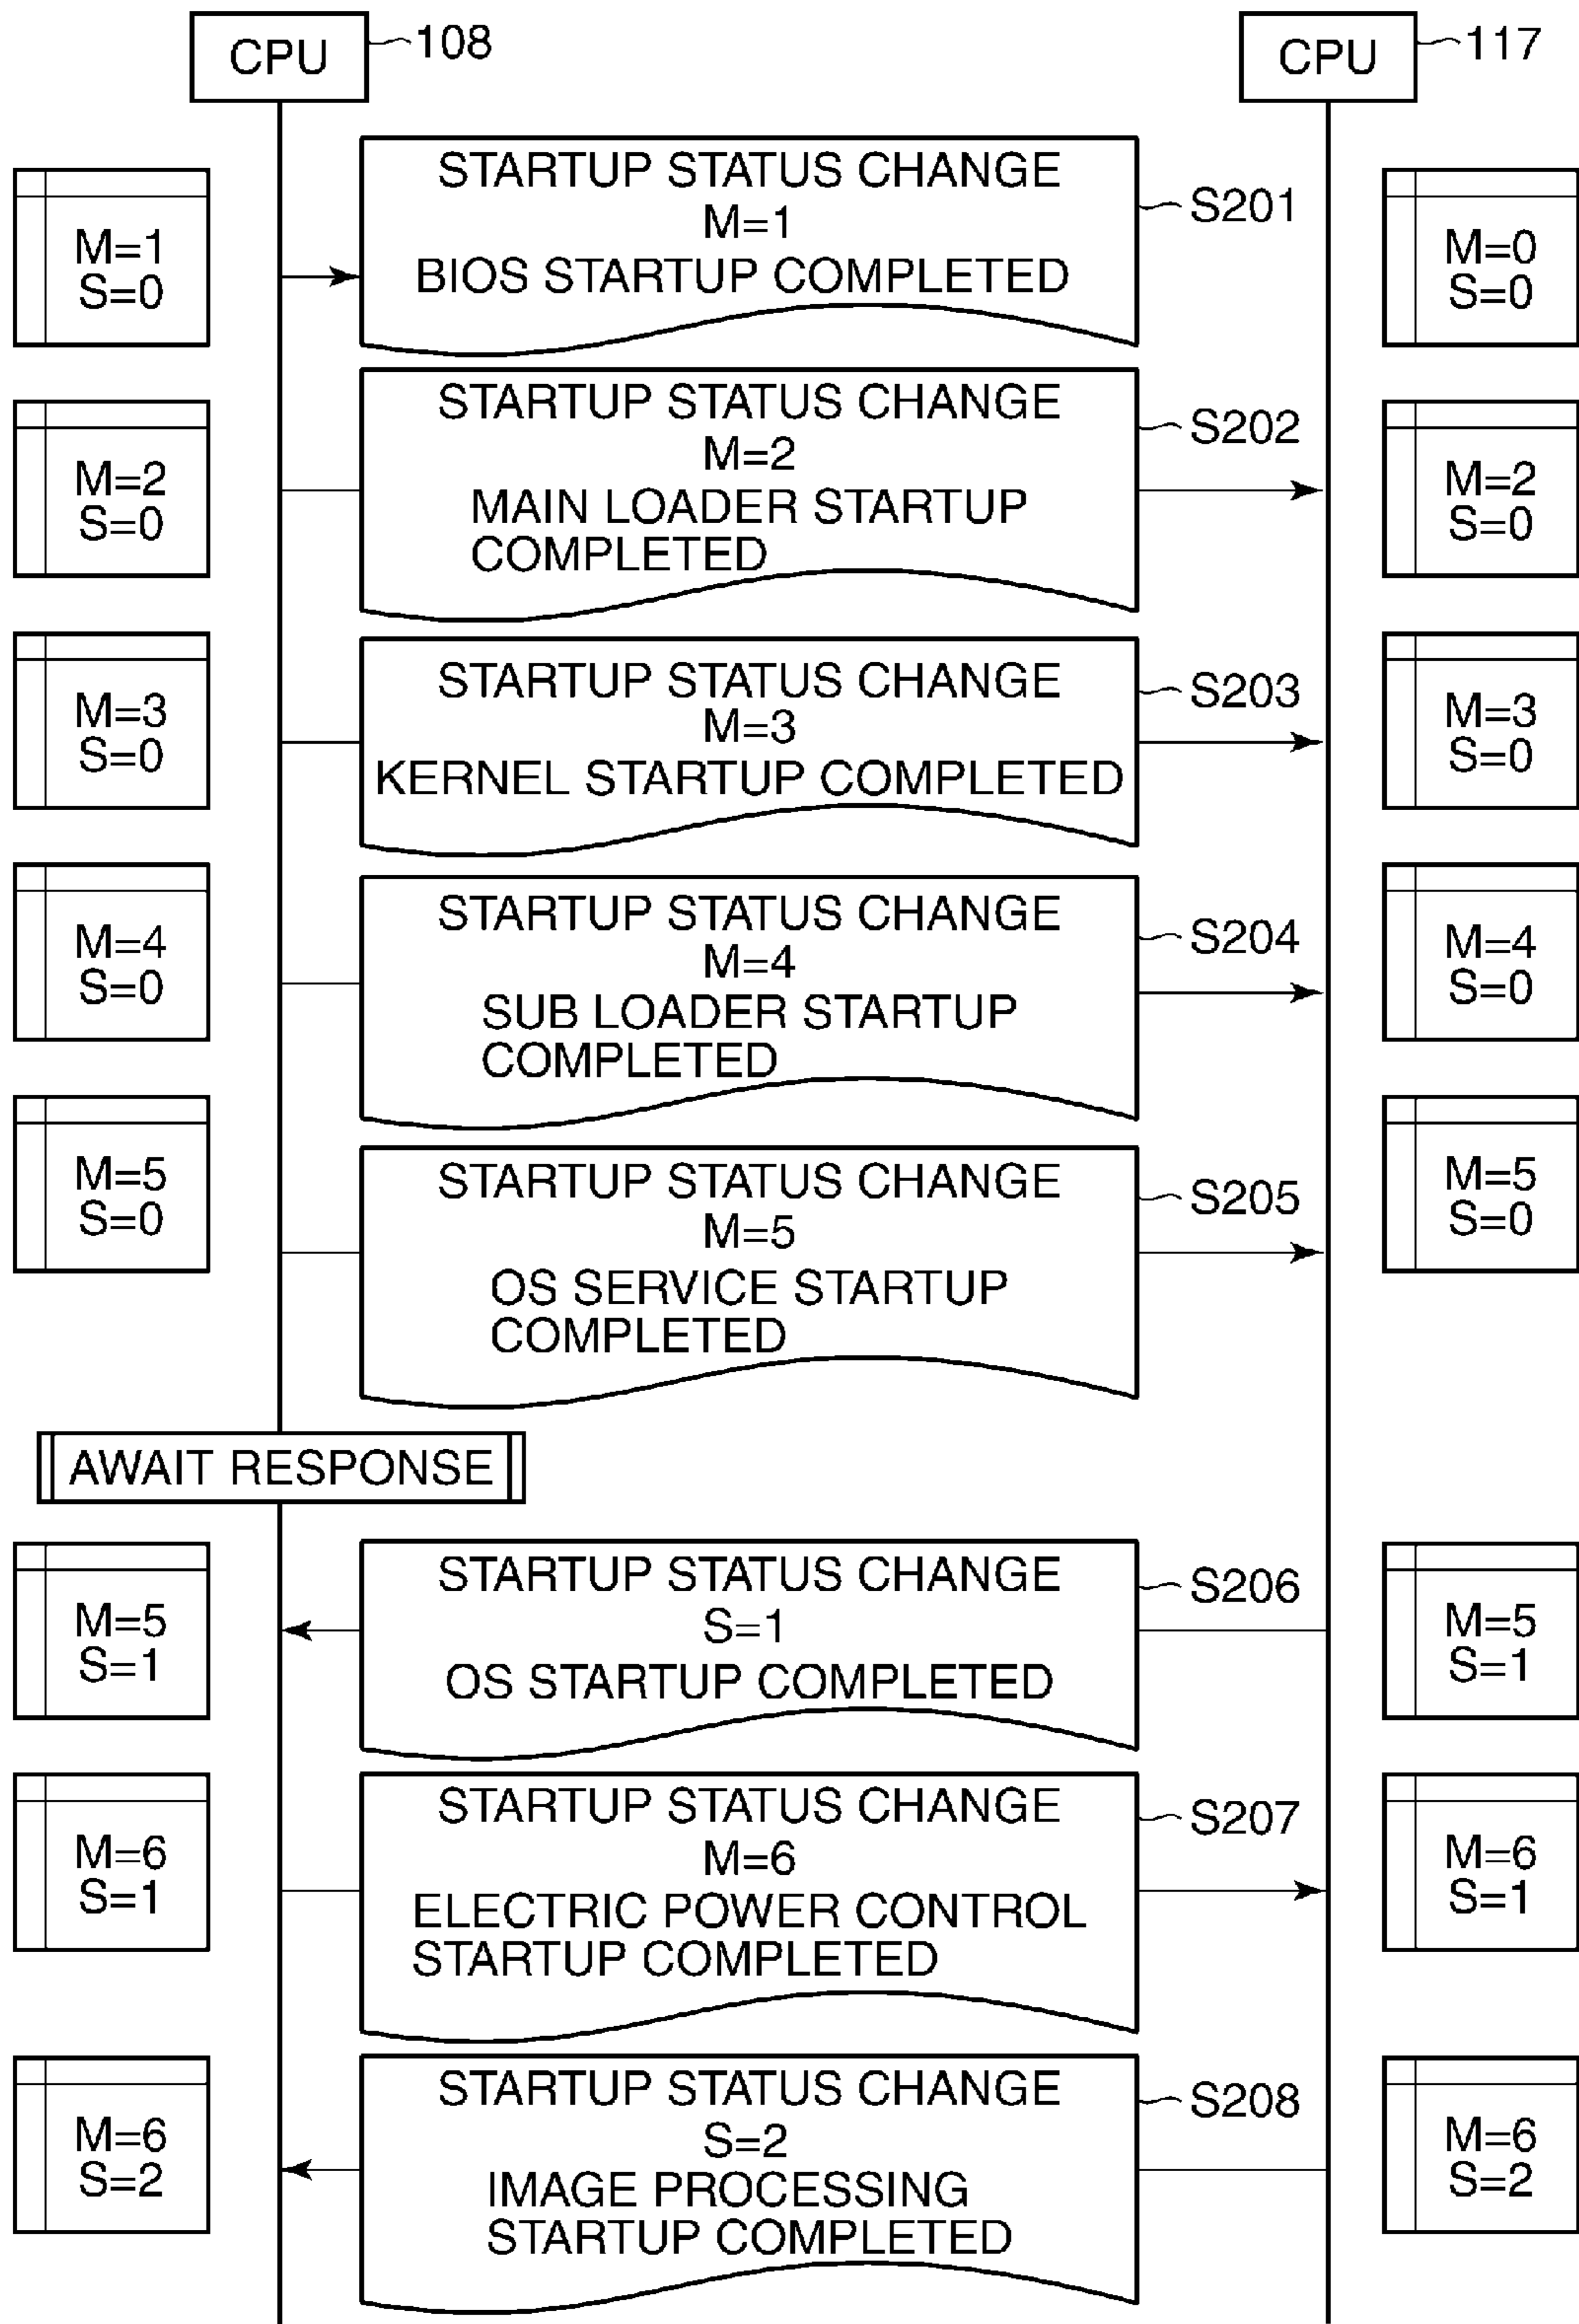 CPU
108
CPU
117
STARTUP STATUS CHANGE
M=1
BIOS STARTUP COMPLETED
S201
M=1
S=0
M=0
S=0
STARTUP STATUS CHANGE
M=2
MAIN LOADER STARTUP
COMPLETED
S202
M=2
S=0
M=2
S=0
STARTUP STATUS CHANGE
M=3
KERNEL STARTUP COMPLETED
S203
M=3
S=0
M=3
S=0
STARTUP STATUS CHANGE
M=4
SUB LOADER STARTUP
COMPLETED
S204
M=4
S=0
M=4
S=0
STARTUP STATUS CHANGE
M=5
OS SERVICE STARTUP
COMPLETED
S205
M=5
S=0
M=5
S=0
AWAIT RESPONSE
STARTUP STATUS CHANGE
S=1
OS STARTUP COMPLETED
S206
M=5
S=1
M=5
S=1
STARTUP STATUS CHANGE
M=6
ELECTRIC POWER CONTROL
STARTUP COMPLETED
S207
M=6
S=1
M=6
S=1
STARTUP STATUS CHANGE
S=2
IMAGE PROCESSING
STARTUP COMPLETED
S208
M=6
S=2
M=6
S=2